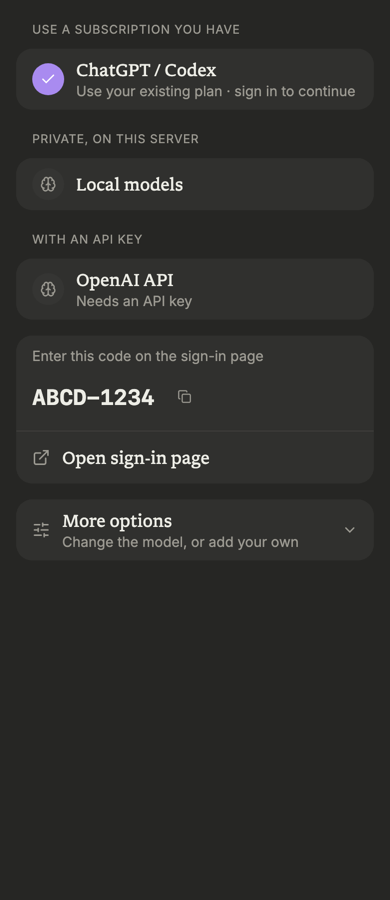 USE A SUBSCRIPTION YOU HAVE
ChatGPT / Codex
Use your existing plan · sign in to continue
PRIVATE, ON THIS SERVER
Local models
WITH AN API KEY
OpenAI API
Needs an API key
Enter this code on the sign-in page
ABCD–1234
Open sign-in page
More options
Change the model, or add your own